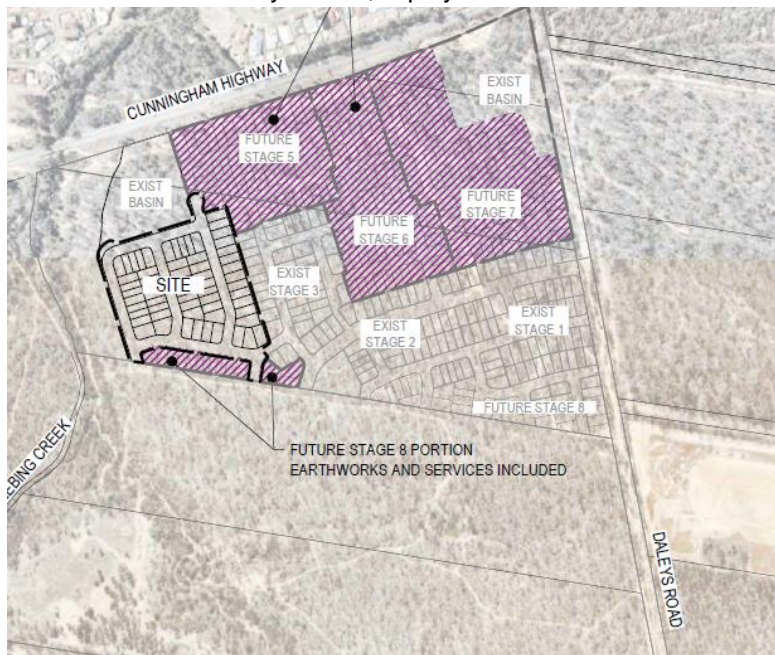 CUNNINGHAM HIGHWAY
EXIST
BASIN
FUTURE
STAGE 5
EXIST
BASIN
FUTURE
STAGE 6
FUTURE
STAGE 7
SITE
EXIST
STAGE 3
EXIST
STAGE 2
EXIST
STAGE 1
FUTURE STAGE 8
FUTURE STAGE 8 PORTION
EARTHWORKS AND SERVICES INCLUDED
EBING CREEK
DALEYS ROAD